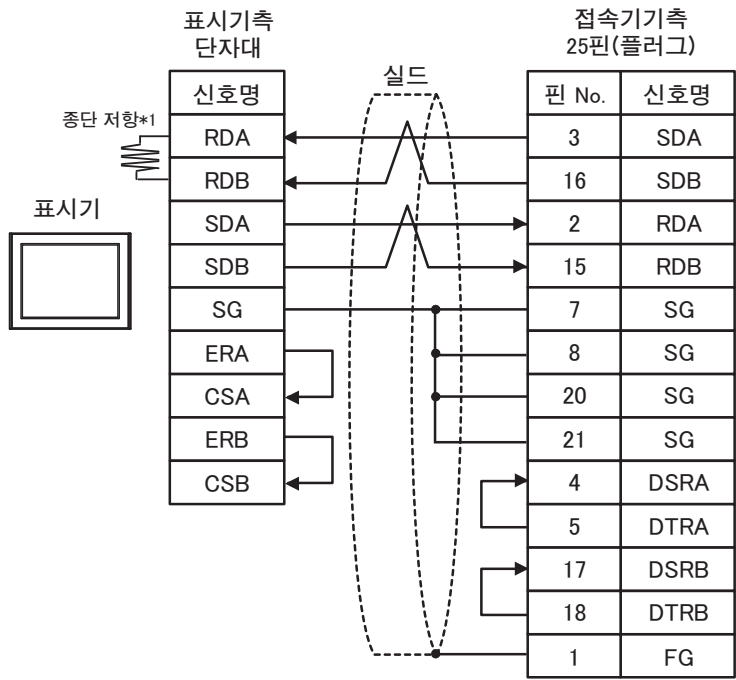 표시기측
단자대
접속기기측
25핀(플러그)
실드
종단 저항*1
표시기
신호명
RDA
RDB
SDA
SDB
SG
ERA
CSA
ERB
CSB
핀 No. 신호명
3 SDA
16 SDB
2 RDA
15 RDB
7 SG
8 SG
20 SG
21 SG
4 DSRA
5 DTRA
17 DSRB
18 DTRB
1 FG